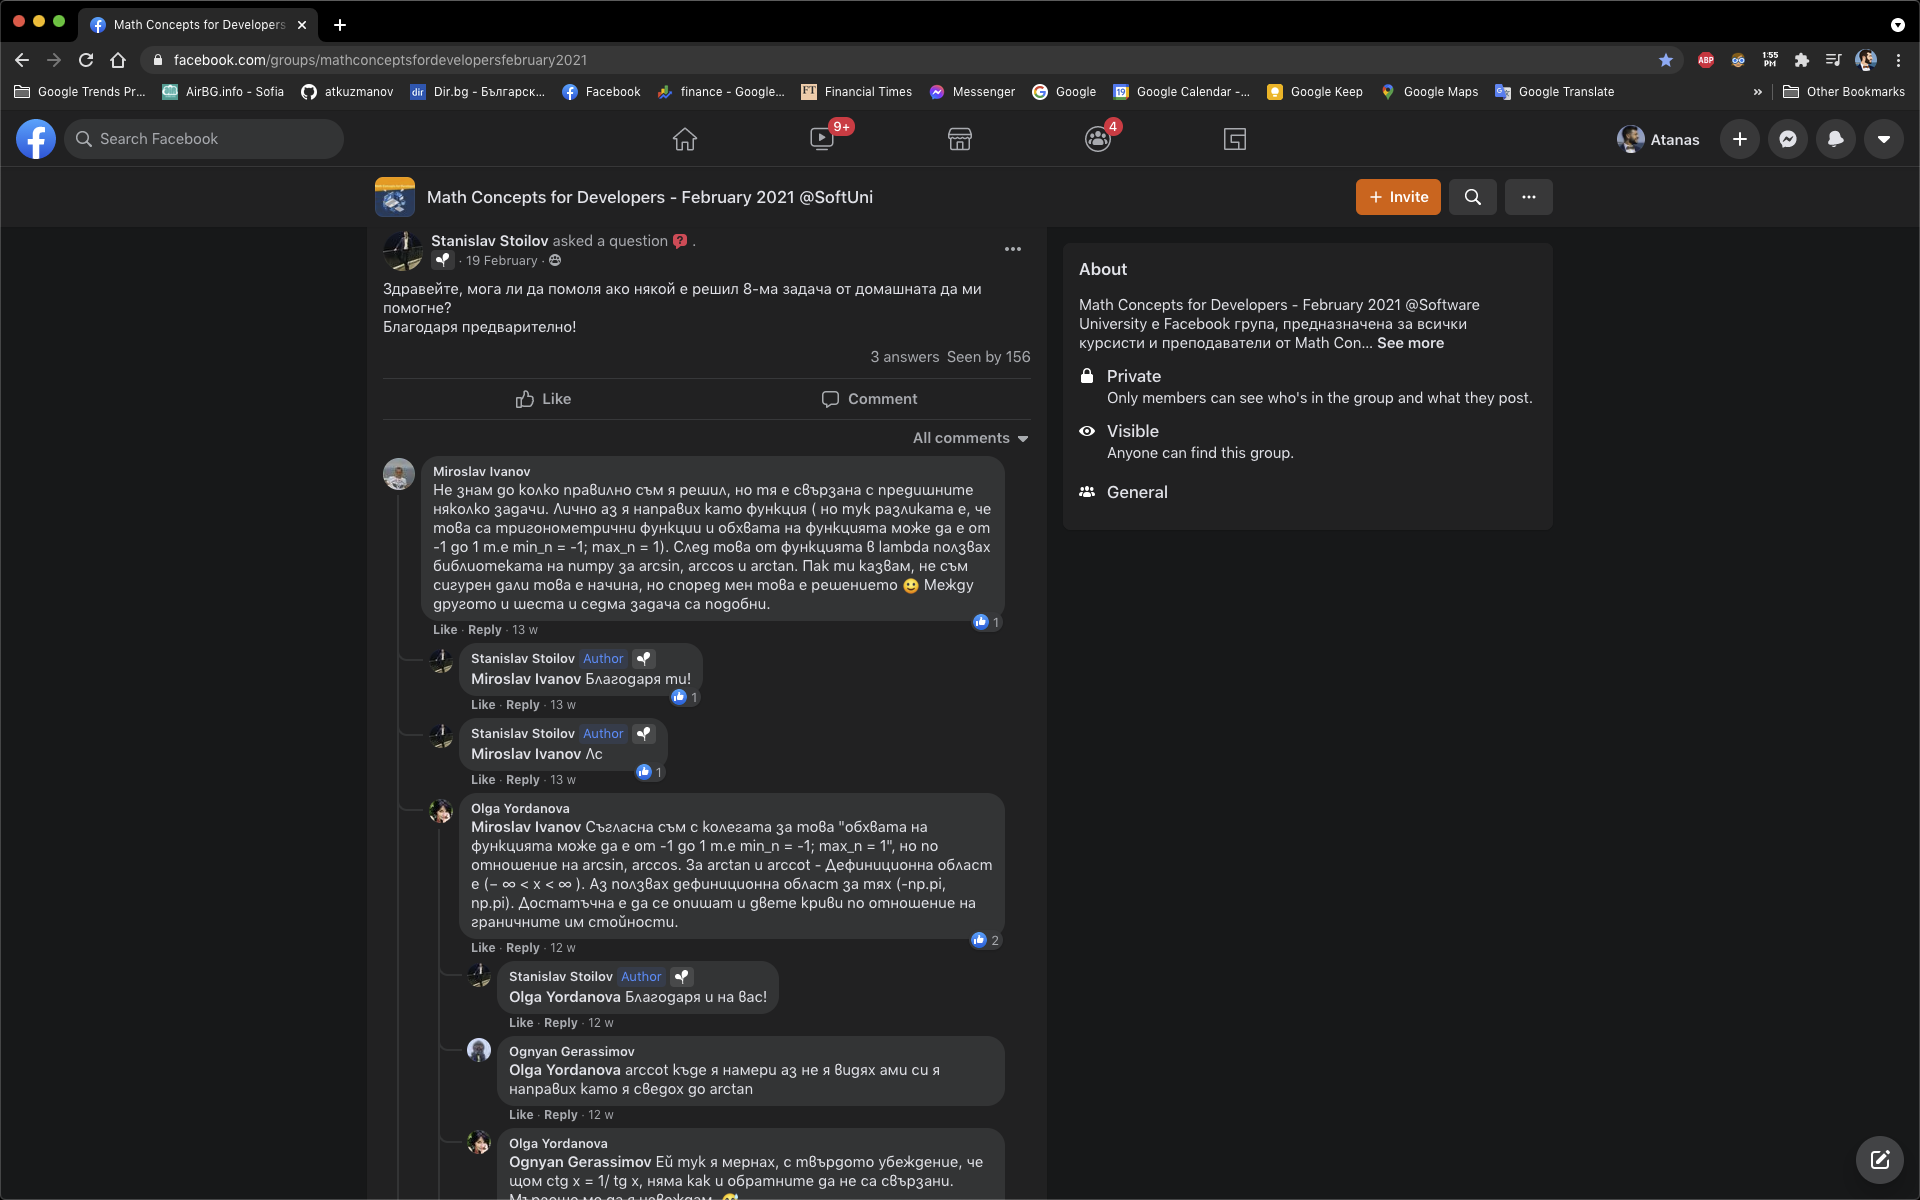 Math Concepts for Developers
facebook.com/groups/mathconceptsfordevelopersfebruary2021
ABP
1:55 PM
Google Trends Pr...
AirBG.info - Sofia
atkuzmanov
dir
Dir.bg - Българск...
Facebook
finance - Google...
FT
Financial Times
Messenger
Google
19
Google Calendar -...
Google Keep
Google Maps
Google Translate
»
Other Bookmarks
Search Facebook
9+
4
Atanas
Math Concepts for Developers - February 2021 @SoftUni
+ Invite
Stanislav Stoilov asked a question .
· 19 February ·
Здравейте, мога ли да помоля ако някой е решил 8-ма задача от домашната да ми
помогне?
Благодаря предварително!
3 answers Seen by 156
Like
Comment
All comments
Miroslav Ivanov
Не знам до колко правилно съм я решил, но тя е свързана с предишните
няколко задачи. Лично аз я направих като функция ( но тук разликата е, че
това са тригонометрични функции и обхвата на функцията може да е от
-1 до 1 т.е min_n = -1; max_n = 1). След това от функцията в lambda ползвах
библиотеката на numpy за arcsin, arccos и arctan. Пак ти казвам, не съм
сигурен дали това е начина, но според мен това е решението 😀 Между
другото и шеста и седма задача са подобни.
1
Like · Reply · 13 w
Stanislav Stoilov Author
Miroslav Ivanov Благодаря ти!
1
Like · Reply · 13 w
Stanislav Stoilov Author
Miroslav Ivanov Лс
1
Like · Reply · 13 w
Olga Yordanova
Miroslav Ivanov Съгласна съм с колегата за това "обхвата на
функцията може да е от -1 до 1 т.е min_n = -1; max_n = 1", но по
отношение на arcsin, arccos. За arctan и arccot - Дефиниционна област
е (− ∞ < x < ∞ ). Аз ползвах дефиниционна област за тях (-np.pi,
np.pi). Достатъчна е да се опишат и двете криви по отношение на
граничните им стойности.
2
Like · Reply · 12 w
Stanislav Stoilov Author
Olga Yordanova Благодаря и на вас!
Like · Reply · 12 w
Ognyan Gerassimov
Olga Yordanova arccot къде я намери аз не я видях ами си я
направих като я сведох до arctan
Like · Reply · 12 w
Olga Yordanova
Ognyan Gerassimov Ей тук я мернах, с твърдото убеждение, че
щом ctg x = 1/ tg x, няма как и обратните да не са свързани.
About
Math Concepts for Developers - February 2021 @Software
University е Facebook група, предназначена за всички
курсисти и преподаватели от Math Con... See more
Private
Only members can see who's in the group and what they post.
Visible
Anyone can find this group.
General